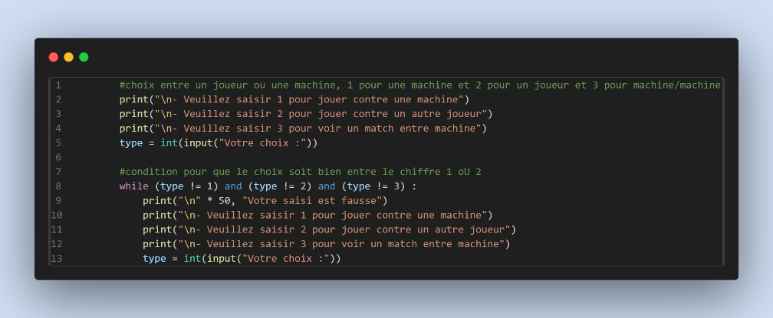 1 #choix entre un joueur ou une machine, 1 pour une machine et 2 pour un joueur et 3 pour machine/machine
2 print("\n- Veuillez saisir 1 pour jouer contre une machine")
3 print("\n- Veuillez saisir 2 pour jouer contre un autre joueur")
4 print("\n- Veuillez saisir 3 pour voir un match entre machine")
5 type = int(input("Votre choix :"))
6
7 #condition pour que le choix soit bien entre le chiffre 1 oU 2
8 while (type != 1) and (type != 2) and (type != 3) :
9 print("\n" * 50, "Votre saisi est fausse")
10 print("\n- Veuillez saisir 1 pour jouer contre une machine")
11 print("\n- Veuillez saisir 2 pour jouer contre un autre joueur")
12 print("\n- Veuillez saisir 3 pour voir un match entre machine")
13 type = int(input("Votre choix :"))